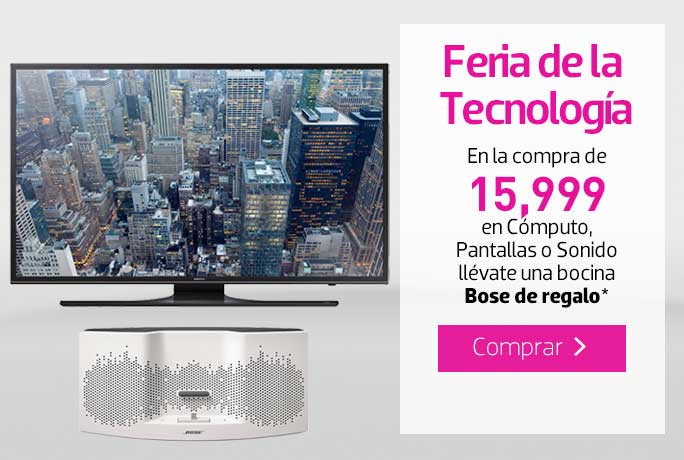 Feria de la
Tecnología
En la compra de
15,999
en Cómputo,
Pantallas o Sonido
llévate una bocina
Bose de regalo*
Comprar >
BOSE